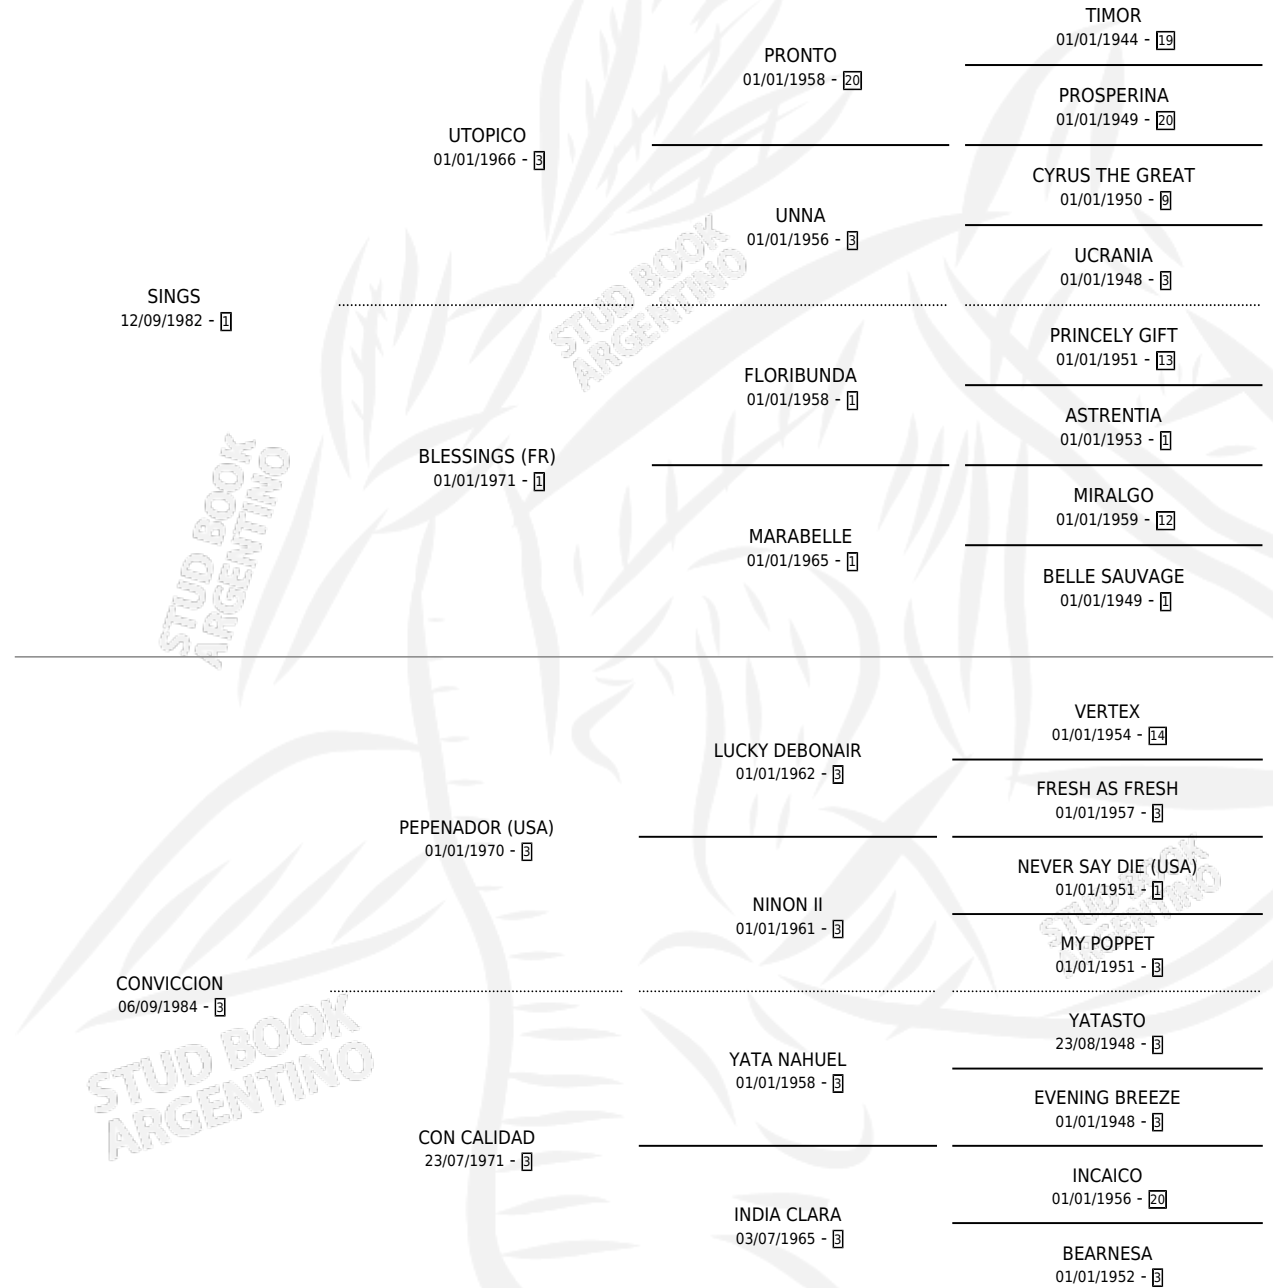 TIMOR
01/01/1944 - 19
PRONTO
01/01/1958 - 20
PROSPERINA
01/01/1949 - 20
UTOPICO
01/01/1966 - 3
CYRUS THE GREAT
01/01/1950 - 9
UNNA
01/01/1956 - 3
UCRANIA
01/01/1948 - 3
SINGS
12/09/1982 - 1
PRINCELY GIFT
01/01/1951 - 13
FLORIBUNDA
01/01/1958 - 1
ASTRENTIA
01/01/1953 - 1
BLESSINGS (FR)
01/01/1971 - 1
MIRALGO
01/01/1959 - 12
MARABELLE
01/01/1965 - 1
BELLE SAUVAGE
01/01/1949 - 1
VERTEX
01/01/1954 - 14
LUCKY DEBONAIR
01/01/1962 - 3
FRESH AS FRESH
01/01/1957 - 3
PEPENADOR (USA)
01/01/1970 - 3
NEVER SAY DIE (USA)
01/01/1951 - 1
NINON II
01/01/1961 - 3
MY POPPET
01/01/1951 - 3
CONVICCION
06/09/1984 - 3
YATASTO
23/08/1948 - 3
YATA NAHUEL
01/01/1958 - 3
EVENING BREEZE
01/01/1948 - 3
CON CALIDAD
23/07/1971 - 3
INCAICO
01/01/1956 - 20
INDIA CLARA
03/07/1965 - 3
BEARNESA
01/01/1952 - 3
STUD BOOK
ARGENTINO
STUD BOOK
ARGENTINO
STUD BOOK
ARGENTINO
STUD BOOK
ARGENTINO